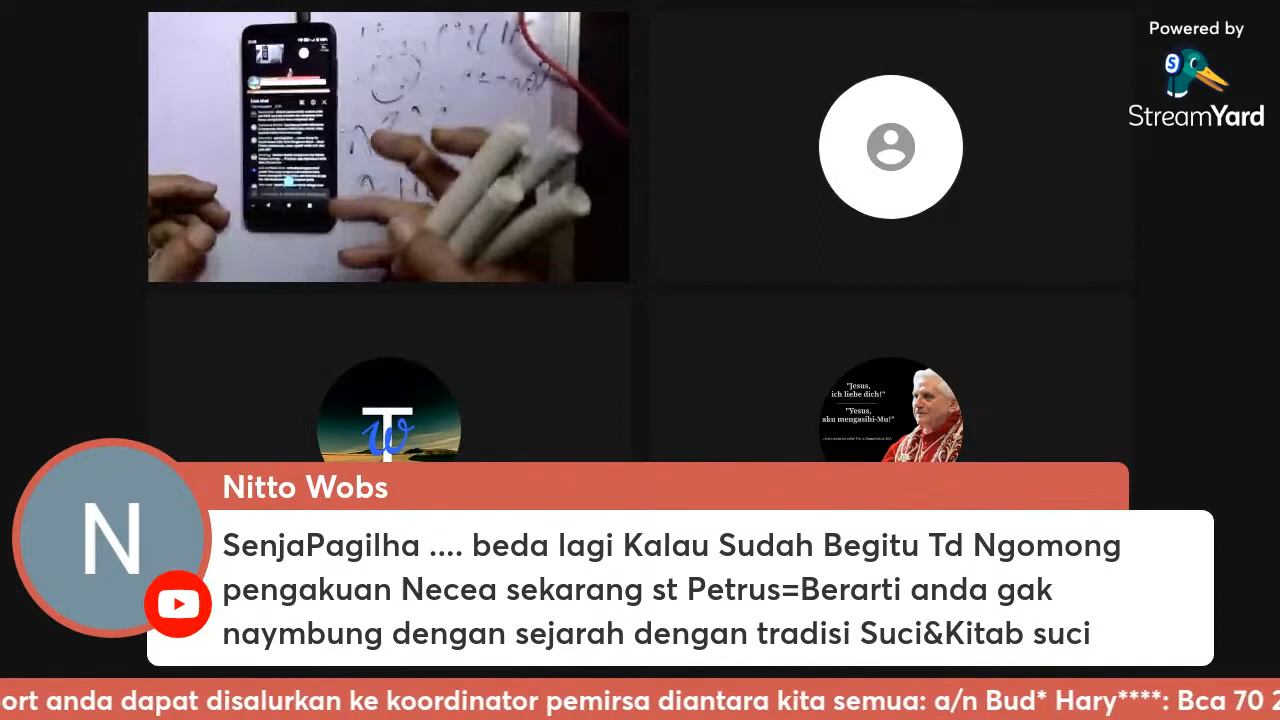 Powered by
StreamYard
"Jesus,
ich liebe dich!"
"Yesus,
aku mengasihi-Mu!"
Tw
Nitto Wobs
N
SenjaPagilha .... beda lagi Kalau Sudah Begitu Td Ngomong
pengakuan Necea sekarang st Petrus=Berarti anda gak
naymbung dengan sejarah dengan tradisi Suci&Kitab suci
ort anda dapat disalurkan ke koordinator pemirsa diantara kita semua: a/n Bud* Hary****: Bca 70